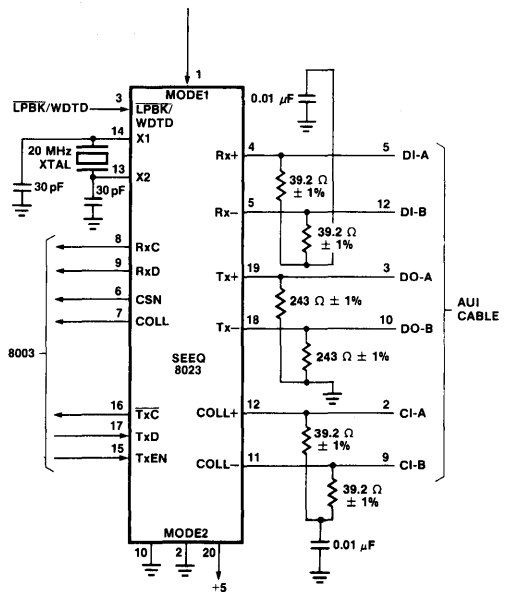 1
MODE1
3
LPBK/WDTD
LPBK/
WDTD
14
X1
20 MHz
XTAL
13
X2
30 pF
30 pF
0.01 μF
4
Rx+
5
DI-A
39.2 Ω
± 1%
5
Rx–
12
DI-B
39.2 Ω
± 1%
8
RxC
9
RxD
6
CSN
7
COLL
8003
19
Tx+
3
DO-A
243 Ω ± 1%
18
Tx–
10
DO-B
243 Ω ± 1%
AUI
CABLE
SEEQ
8023
16
TxC
17
TxD
15
TxEN
12
COLL+
2
CI-A
39.2 Ω
± 1%
11
COLL–
9
CI-B
39.2 Ω
± 1%
MODE2
10
2
20
+5
0.01 μF